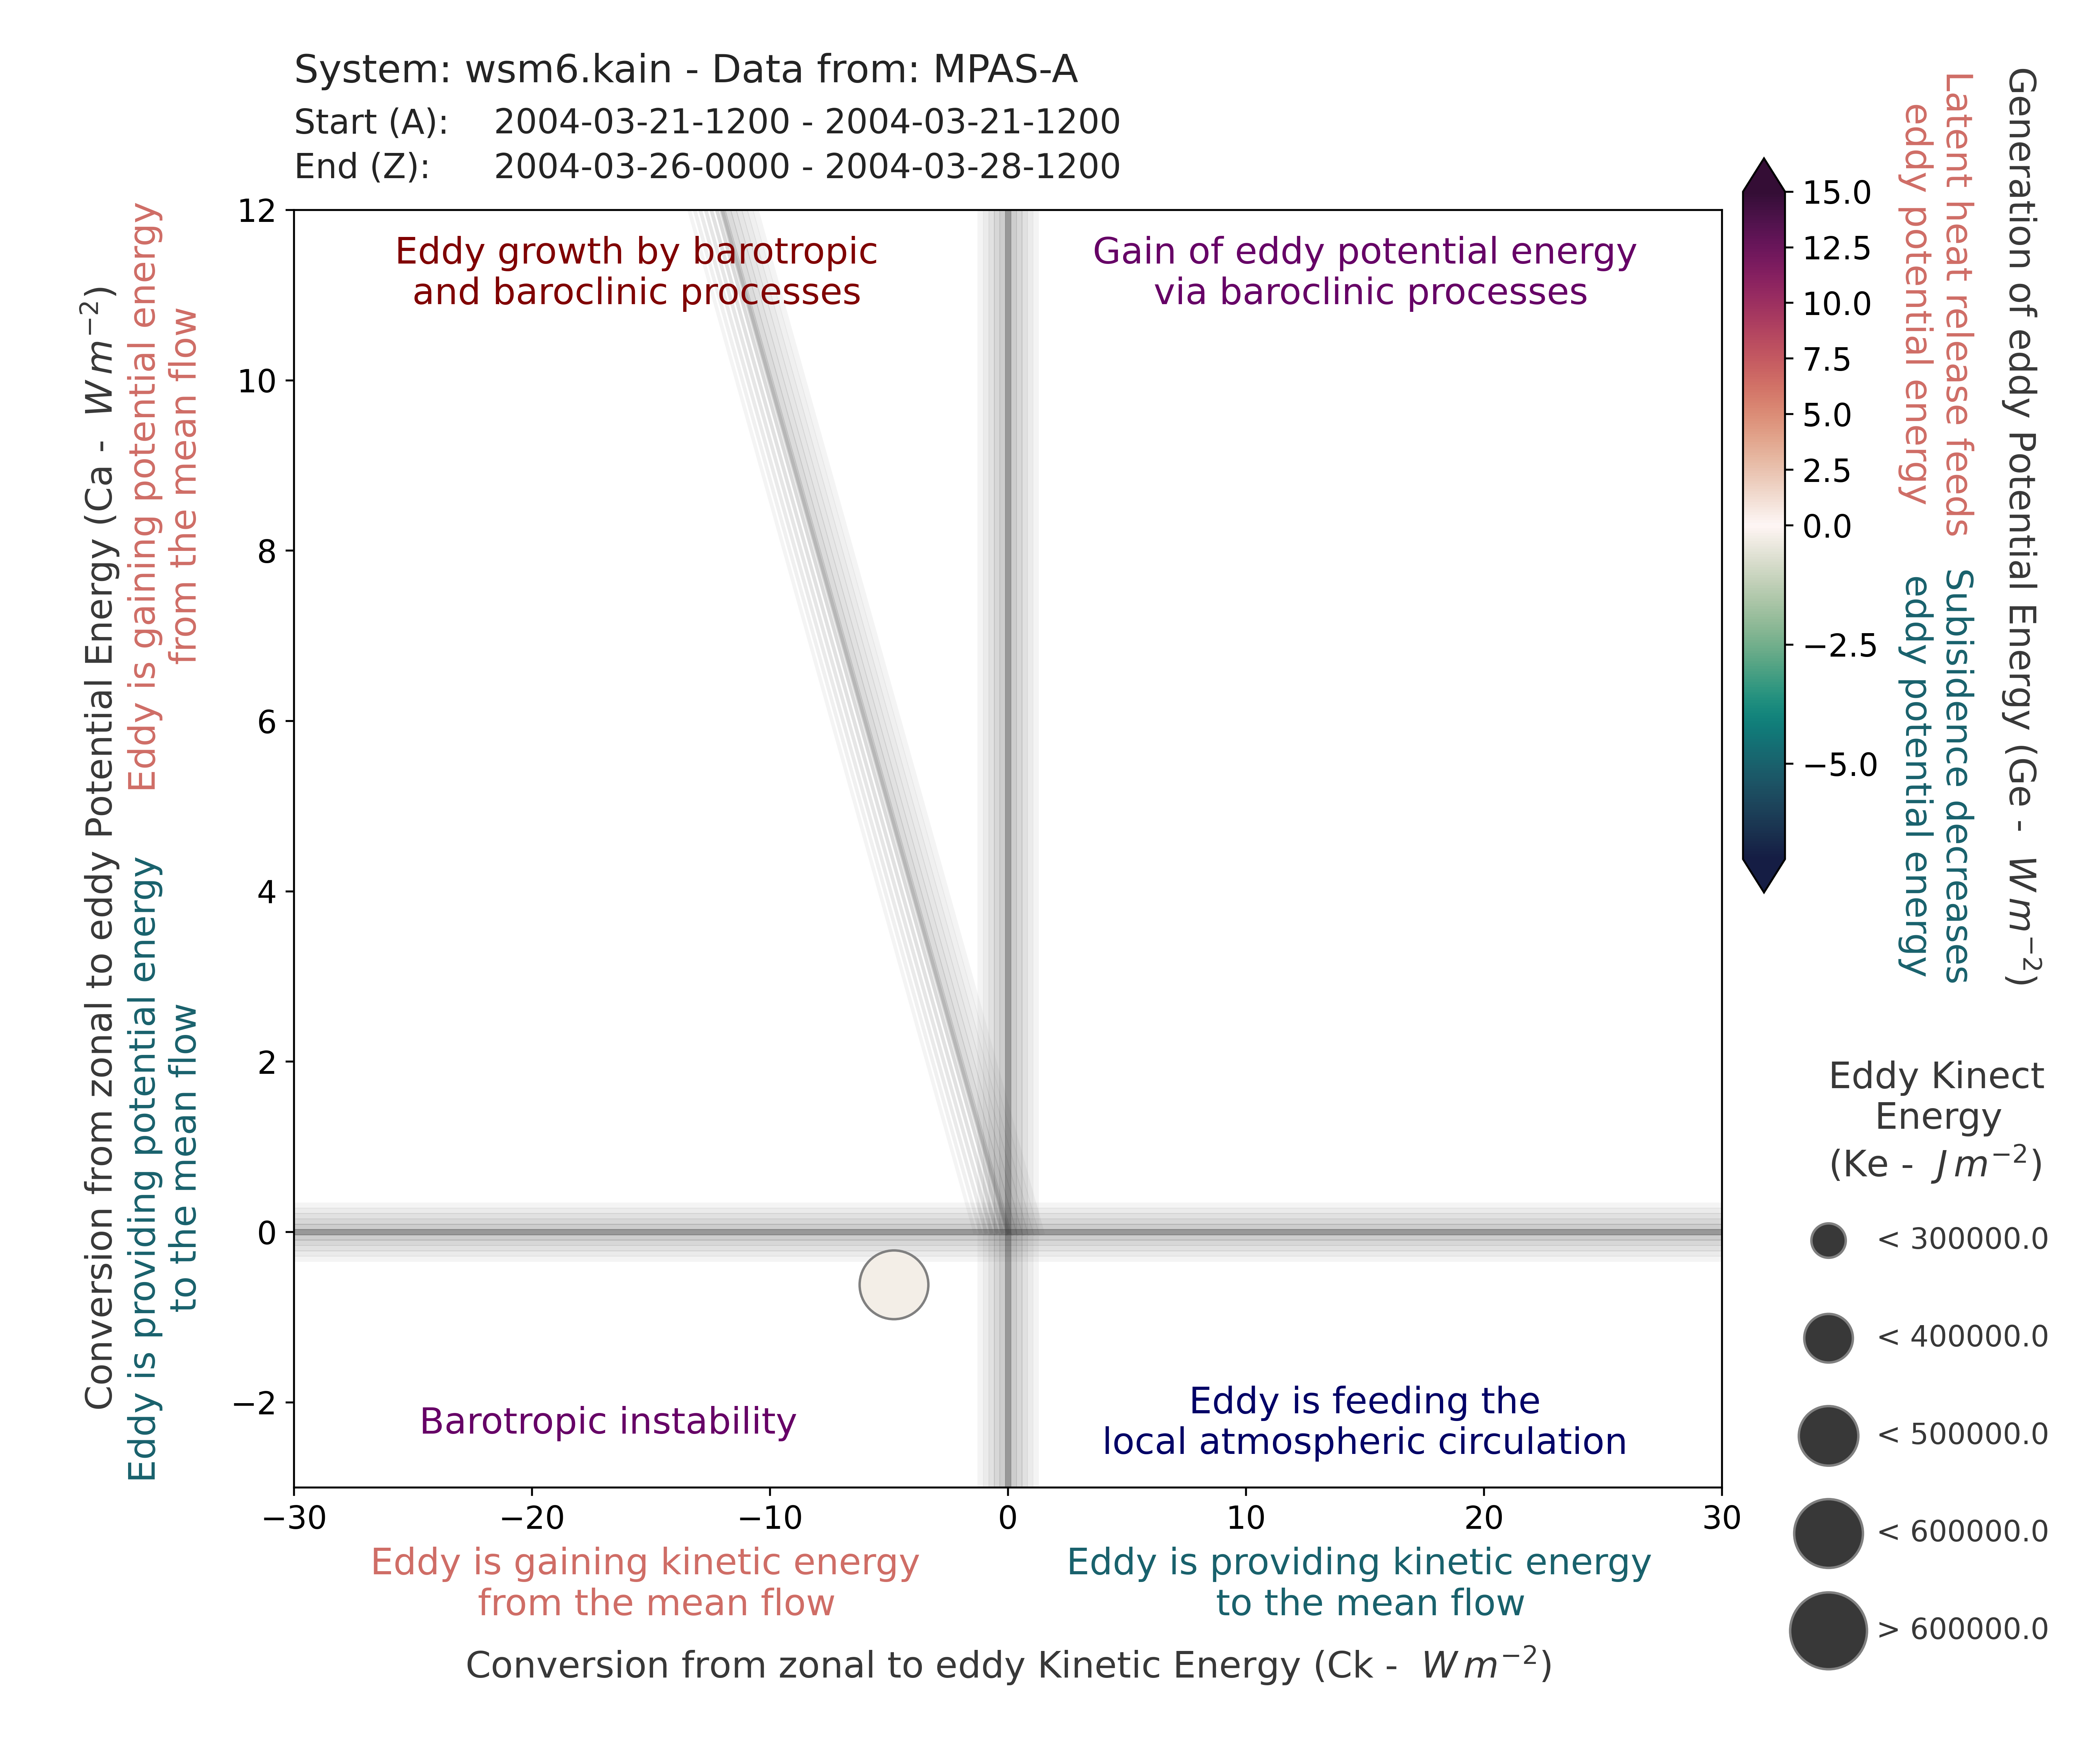 System: wsm6.kain - Data from: MPAS-A
Start (A): 2004-03-21-1200 - 2004-03-21-1200
End (Z): 2004-03-26-0000 - 2004-03-28-1200
Conversion from zonal to eddy Potential Energy (Ca - W m⁻²)
Eddy is gaining potential energy
from the mean flow
Eddy is providing potential energy
to the mean flow
12
10
8
6
4
2
0
−2
Eddy growth by barotropic
and baroclinic processes
Gain of eddy potential energy
via baroclinic processes
Barotropic instability
Eddy is feeding the
local atmospheric circulation
−30
−20
−10
0
10
20
30
Eddy is gaining kinetic energy
from the mean flow
Eddy is providing kinetic energy
to the mean flow
Conversion from zonal to eddy Kinetic Energy (Ck - W m⁻²)
15.0
12.5
10.0
7.5
5.0
2.5
0.0
−2.5
−5.0
Latent heat release feeds
eddy potential energy
Subisidence decreases
eddy potential energy
Generation of eddy Potential Energy (Ge - W m⁻²)
Eddy Kinect
Energy
(Ke - J m⁻²)
< 300000.0
< 400000.0
< 500000.0
< 600000.0
> 600000.0